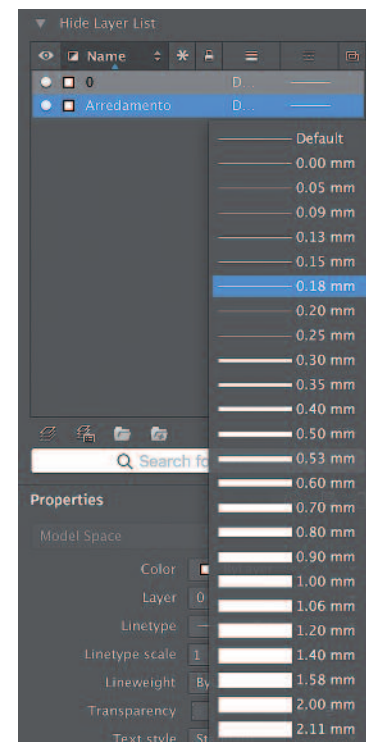 Hide Layer List
Name
0 D...
Arredamento D...
Default
0.00 mm
0.05 mm
0.09 mm
0.13 mm
0.15 mm
0.18 mm
0.20 mm
0.25 mm
0.30 mm
0.35 mm
0.40 mm
0.50 mm
0.53 mm
0.60 mm
0.70 mm
0.80 mm
0.90 mm
1.00 mm
1.06 mm
1.20 mm
1.40 mm
1.58 mm
2.00 mm
2.11 mm
Search fo
Properties
Model Space
Color
Layer 0
Linetype
Linetype scale 1
Lineweight By
Transparency
Text style St